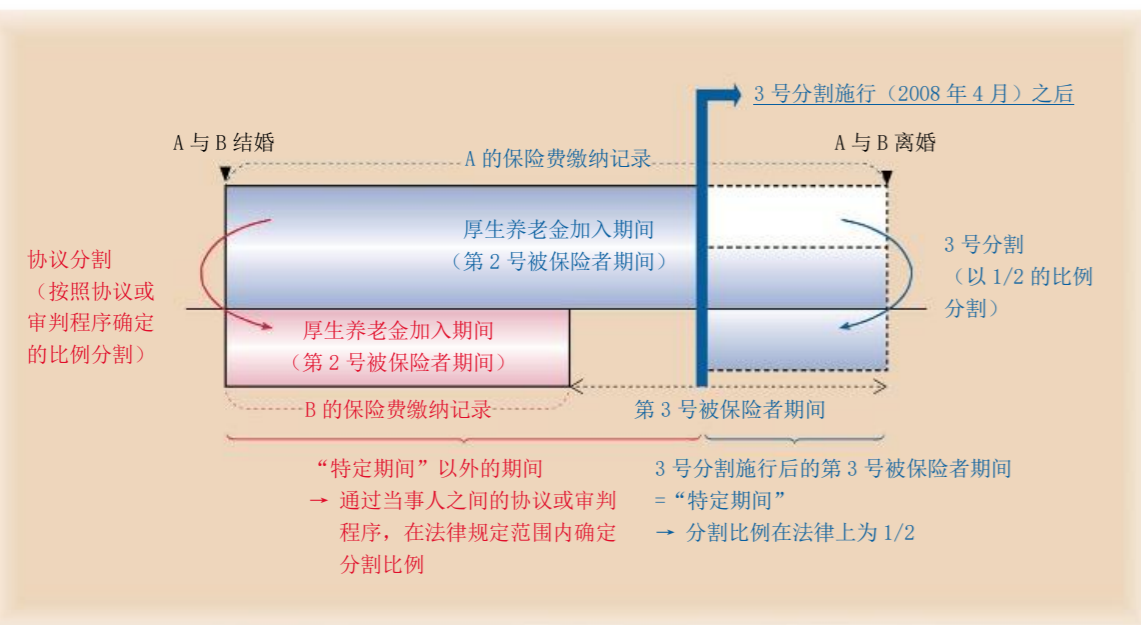 3 号分割施行（2008 年 4 月）之后
A 与 B 结婚
A 与 B 离婚
A 的保险费缴纳记录
厚生养老金加入期间
（第 2 号被保险者期间）
协议分割
（按照协议或
审判程序确定
的比例分割）
3 号分割
（以 1/2 的比例
分割）
厚生养老金加入期间
（第 2 号被保险者期间）
B 的保险费缴纳记录
第 3 号被保险者期间
“特定期间”以外的期间
→ 通过当事人之间的协议或审判
程序，在法律规定范围内确定
分割比例
3 号分割施行后的第 3 号被保险者期间
=“特定期间”
→ 分割比例在法律上为 1/2